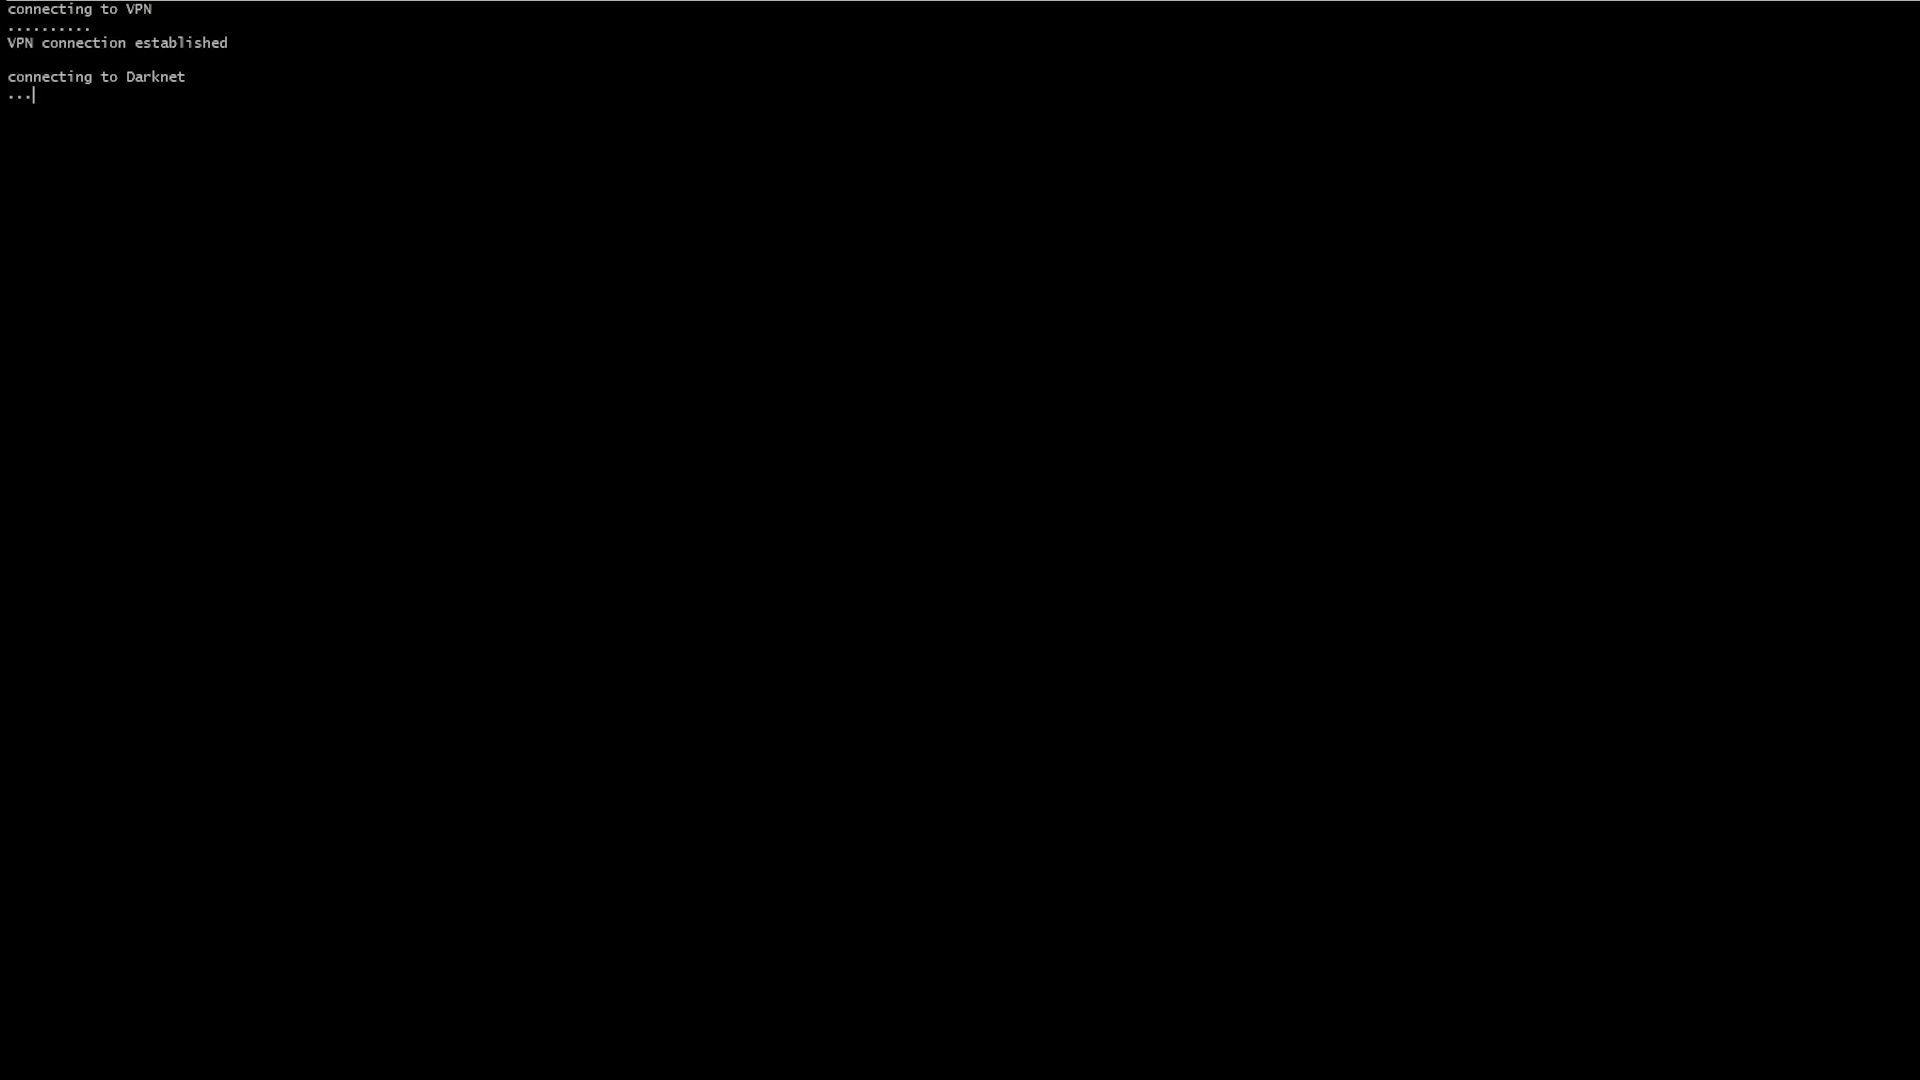 connecting to VPN
..........
VPN connection established
connecting to Darknet
...